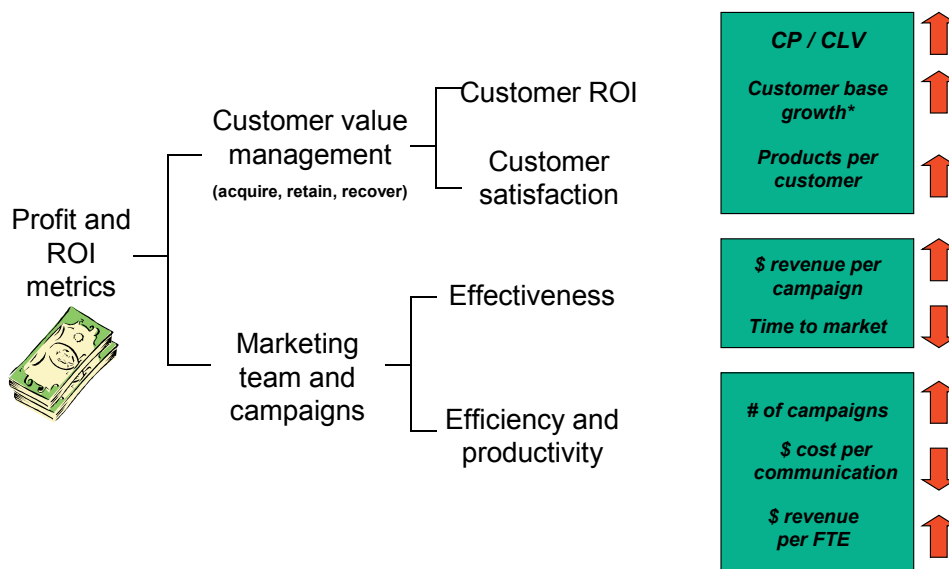 Profit and
ROI
metrics
Customer value
management
(acquire, retain, recover)
Marketing
team and
campaigns
Customer ROI
Customer
satisfaction
Effectiveness
Efficiency and
productivity
CP / CLV
Customer base
growth*
Products per
customer
$ revenue per
campaign
Time to market
# of campaigns
$ cost per
communication
$ revenue
per FTE